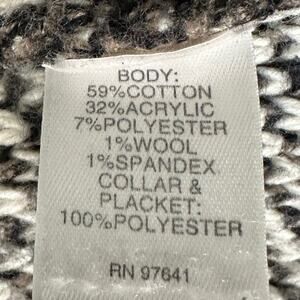 BODY:
59%COTTON
32%ACRYLIC
7%POLYESTER
1%WOOL
1%SPANDEX
COLLAR &
PLACKET:
100%POLYESTER
RN 97641